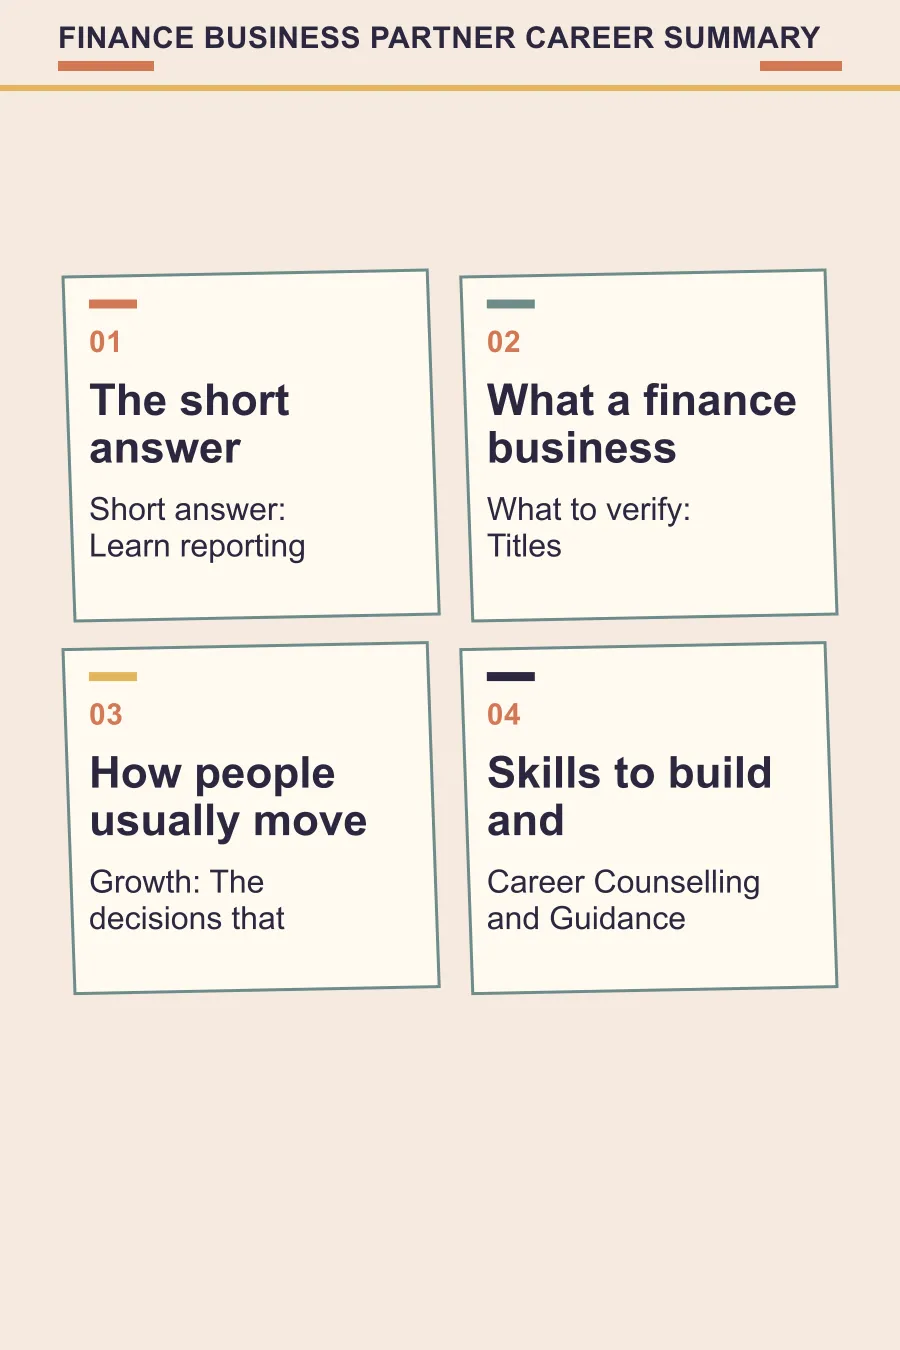 FINANCE BUSINESS PARTNER CAREER SUMMARY
01
The short
answer
Short answer:
Learn reporting
02
What a finance
business
What to verify:
Titles
03
How people
usually move
Growth: The
decisions that
04
Skills to build
and
Career Counselling
and Guidance